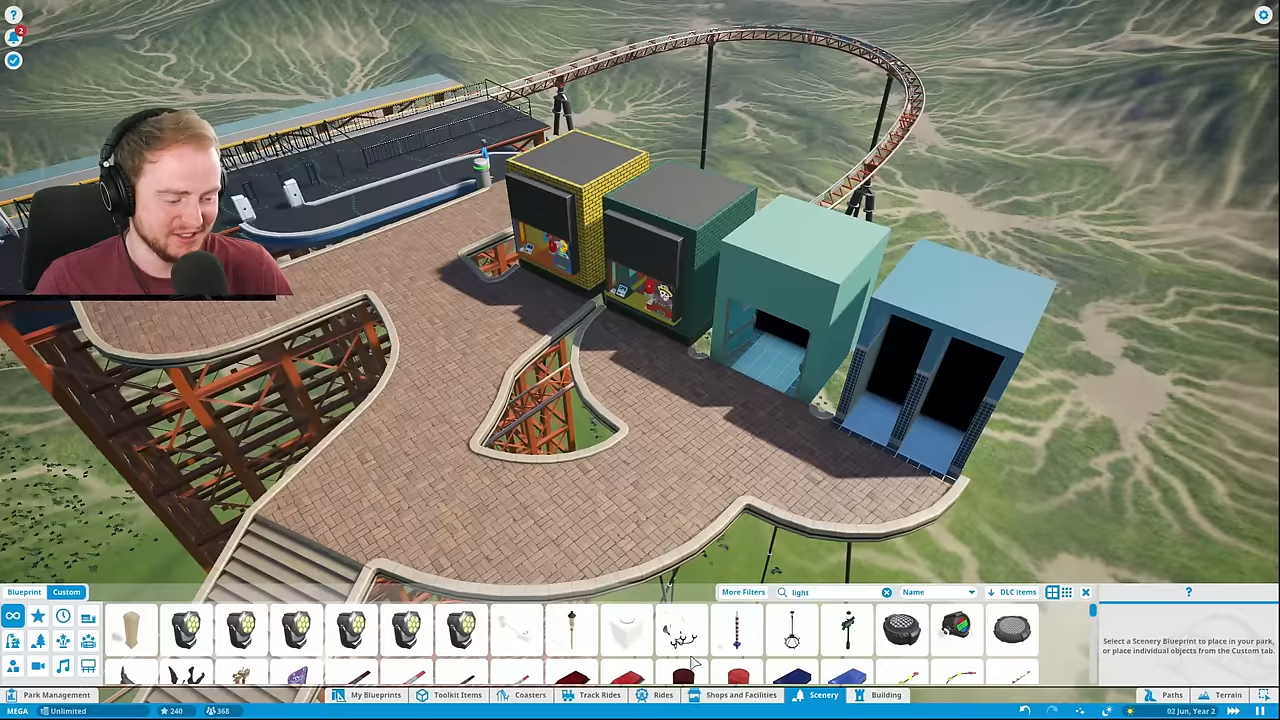 ?
2
Blueprint
Custom
More Filters
light
Name
DLC items
?
Select a Scenery Blueprint to place in your park,
or place individual objects from the Custom tab.
Park Management
My Blueprints
Toolkit Items
Coasters
Track Rides
Rides
Shops and Facilities
Scenery
Building
Paths
Terrain
MEGA
Unlimited
240
368
02 Jun, Year 2